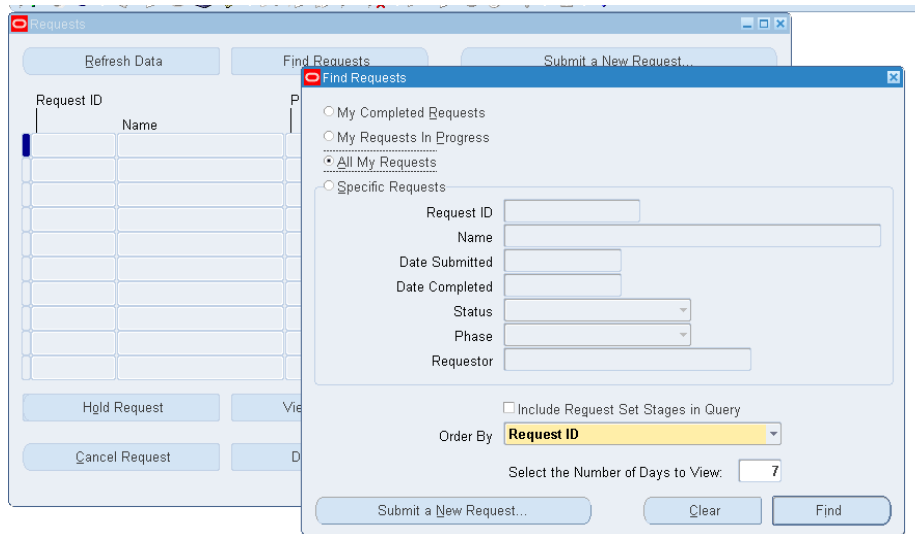 Requests
Refresh Data
Find Requests
Submit a New Request...
Request ID
Name
P
Hold Request
Vie
Cancel Request
D
Find Requests
My Completed Requests
My Requests In Progress
All My Requests
Specific Requests
Request ID
Name
Date Submitted
Date Completed
Status
Phase
Requestor
Include Request Set Stages in Query
Order By Request ID
Select the Number of Days to View: 7
Submit a New Request...
Clear
Find